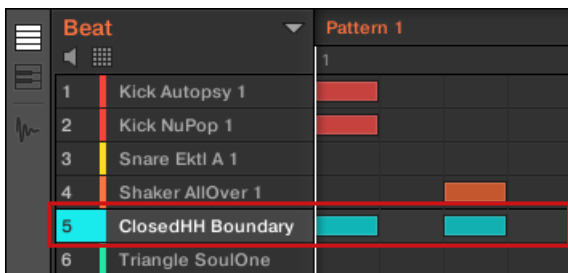 Beat
Pattern 1
1
1 Kick Autopsy 1
2 Kick NuPop 1
3 Snare Ektl A 1
4 Shaker AllOver 1
5 ClosedHH Boundary
6 Triangle SoulOne